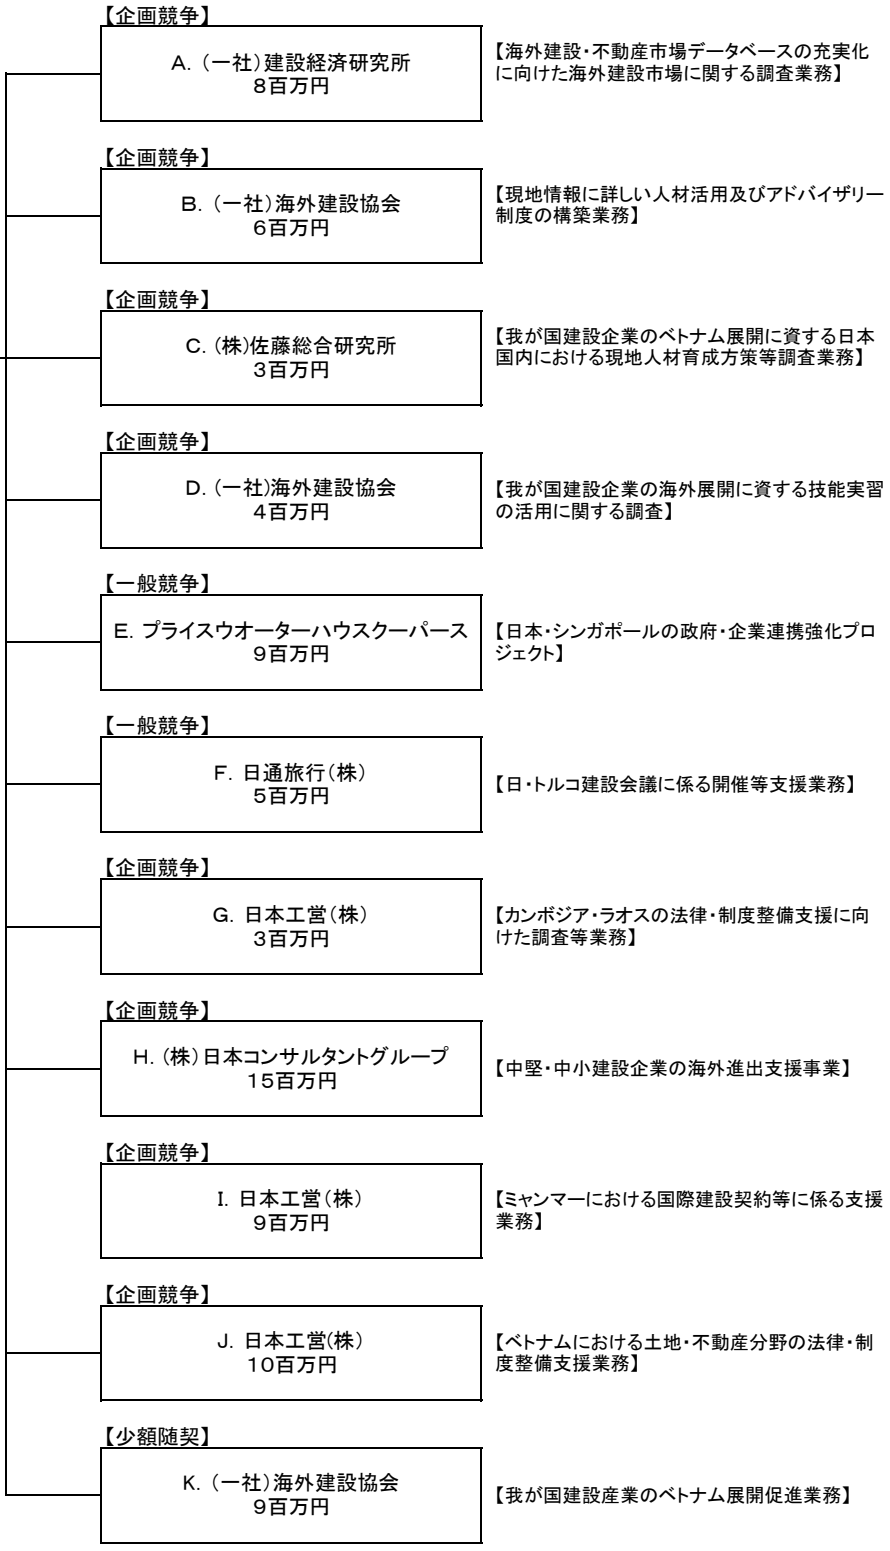 【企画競争】
A. （一社）建設経済研究所
8百万円
【海外建設・不動産市場データベースの充実化
に向けた海外建設市場に関する調査業務】
【企画競争】
B. （一社）海外建設協会
6百万円
【現地情報に詳しい人材活用及びアドバイザリー
制度の構築業務】
【企画競争】
C. （株)佐藤総合研究所
3百万円
【我が国建設企業のベトナム展開に資する日本
国内における現地人材育成方策等調査業務】
【企画競争】
D. （一社)海外建設協会
4百万円
【我が国建設企業の海外展開に資する技能実習
の活用に関する調査】
【一般競争】
E. プライスウオーターハウスクーパース
9百万円
【日本・シンガポールの政府・企業連携強化プロ
ジェクト】
【一般競争】
F. 日通旅行（株）
5百万円
【日・トルコ建設会議に係る開催等支援業務】
【企画競争】
G. 日本工営（株）
3百万円
【カンボジア・ラオスの法律・制度整備支援に向
けた調査等業務】
【企画競争】
H. （株）日本コンサルタントグループ
15百万円
【中堅・中小建設企業の海外進出支援事業】
【企画競争】
I. 日本工営（株）
9百万円
【ミャンマーにおける国際建設契約等に係る支援
業務】
【企画競争】
J. 日本工営(株）
10百万円
【ベトナムにおける土地・不動産分野の法律・制
度整備支援業務】
【少額随契】
K. （一社）海外建設協会
9百万円
【我が国建設産業のベトナム展開促進業務】